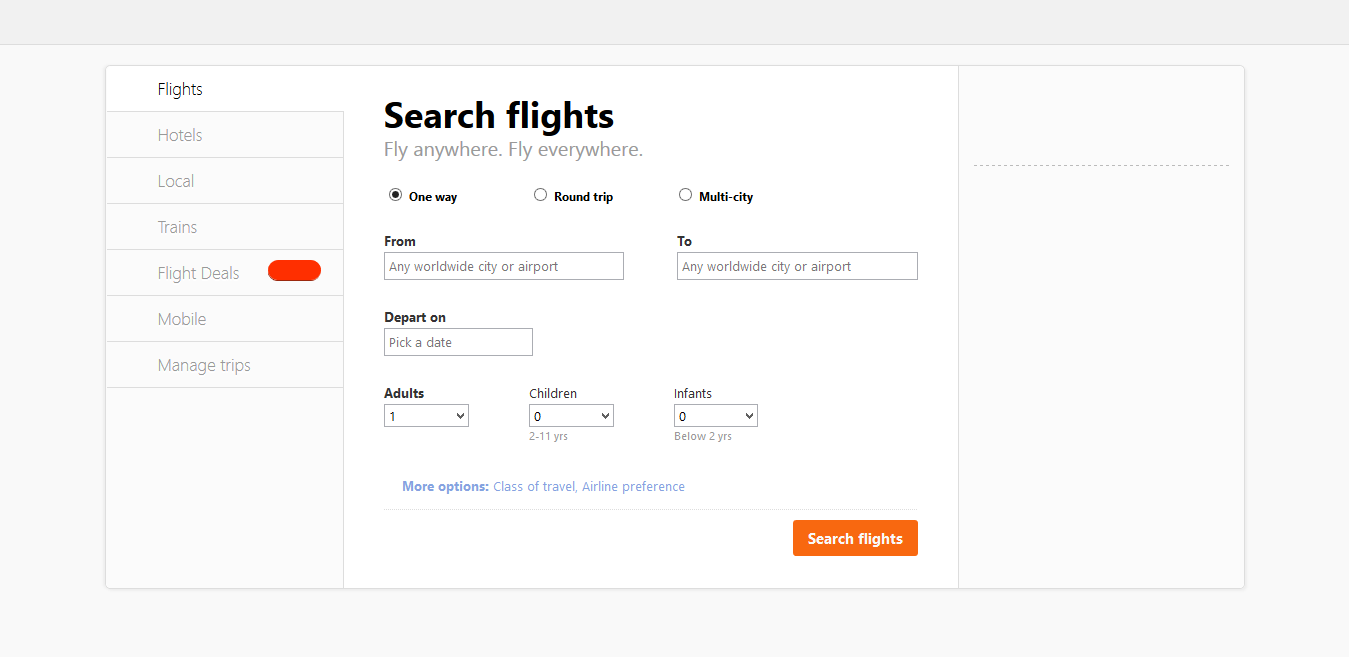 Flights
Hotels
Local
Trains
Flight Deals
Mobile
Manage trips
Search flights
Fly anywhere. Fly everywhere.
One way Round trip Multi-city
From To
Any worldwide city or airport Any worldwide city or airport
Depart on
Pick a date
Adults Children Infants
1 0 0
2-11 yrs Below 2 yrs
More options: Class of travel, Airline preference
Search flights